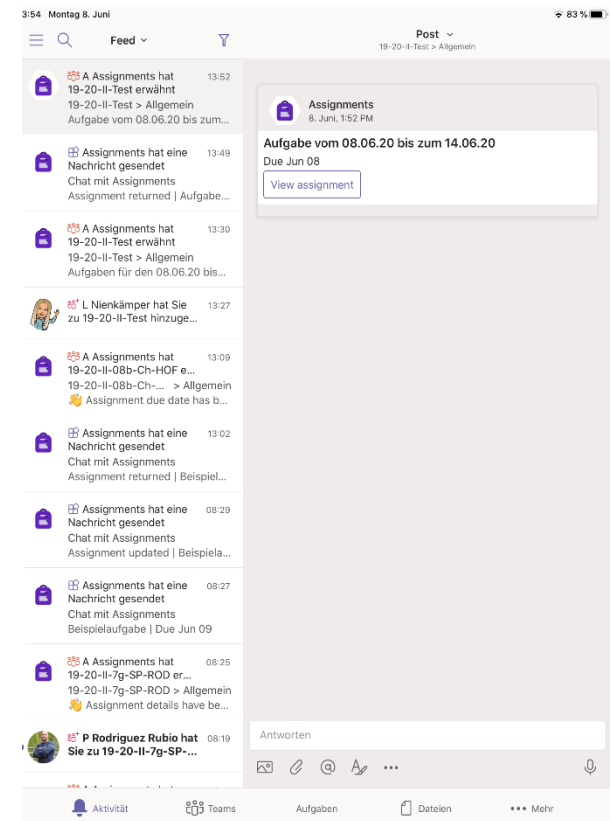 3:54 Montag 8. Juni
83 %
Feed
A Assignments hat 13:52
19-20-II-Test erwähnt
19-20-II-Test > Allgemein
Aufgabe vom 08.06.20 bis zum...
Assignments hat eine 13:49
Nachricht gesendet
Chat mit Assignments
Assignment returned | Aufgabe...
A Assignments hat 13:30
19-20-II-Test erwähnt
19-20-II-Test > Allgemein
Aufgaben für den 08.06.20 bis...
L Nienkämper hat Sie 13:27
zu 19-20-II-Test hinzuge...
A Assignments hat 13:09
19-20-II-08b-Ch-HOF e...
19-20-II-08b-Ch-... > Allgemein
👋 Assignment due date has b...
Assignments hat eine 13:02
Nachricht gesendet
Chat mit Assignments
Assignment returned | Beispiel...
Assignments hat eine 08:29
Nachricht gesendet
Chat mit Assignments
Assignment updated | Beispiela...
Assignments hat eine 08:27
Nachricht gesendet
Chat mit Assignments
Beispielaufgabe | Due Jun 09
A Assignments hat 08:25
19-20-II-7g-SP-ROD er...
19-20-II-7g-SP-ROD > Allgemein
👋 Assignment details have be...
P Rodriguez Rubio hat 08:19
Sie zu 19-20-II-7g-SP-...
Post
19-20-II-Test > Allgemein
Assignments
8. Juni, 1:52 PM
Aufgabe vom 08.06.20 bis zum 14.06.20
Due Jun 08
View assignment
Antworten
Aktivität
Teams
Aufgaben
Dateien
Mehr